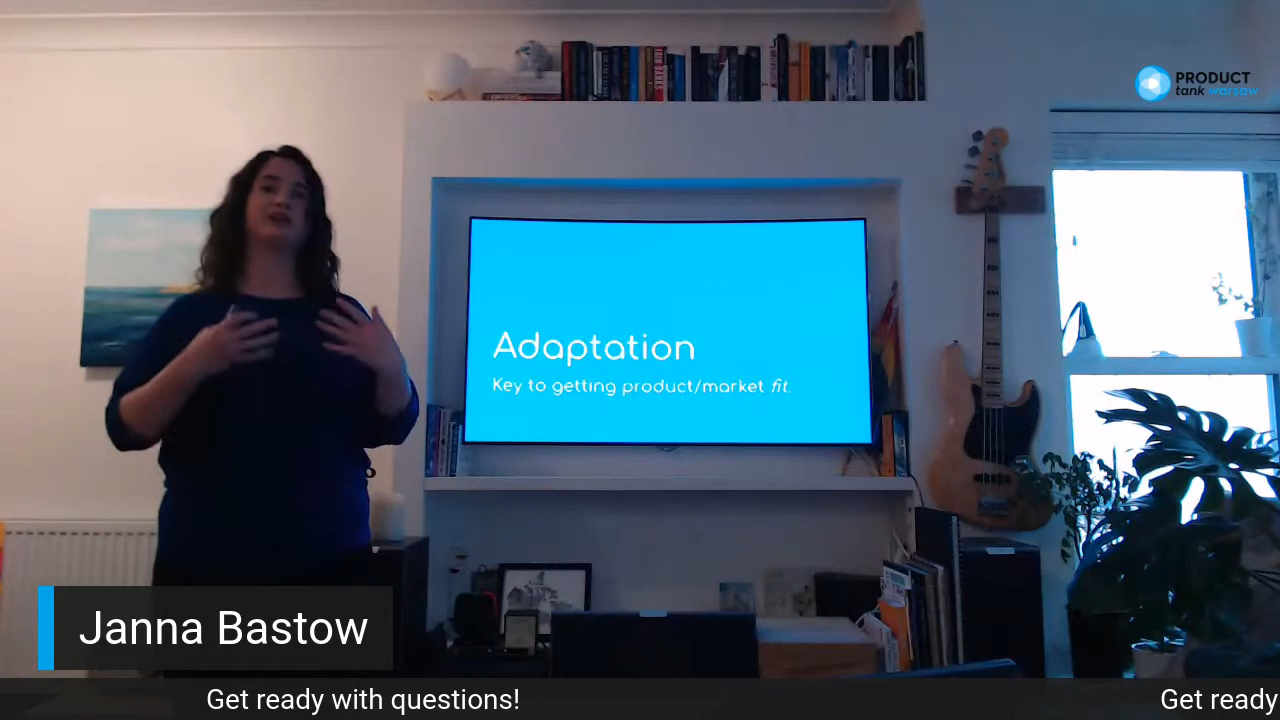 PRODUCT
tank warsaw
Adaptation
Key to getting product/market fit.
Janna Bastow
Get ready with questions!
Get ready